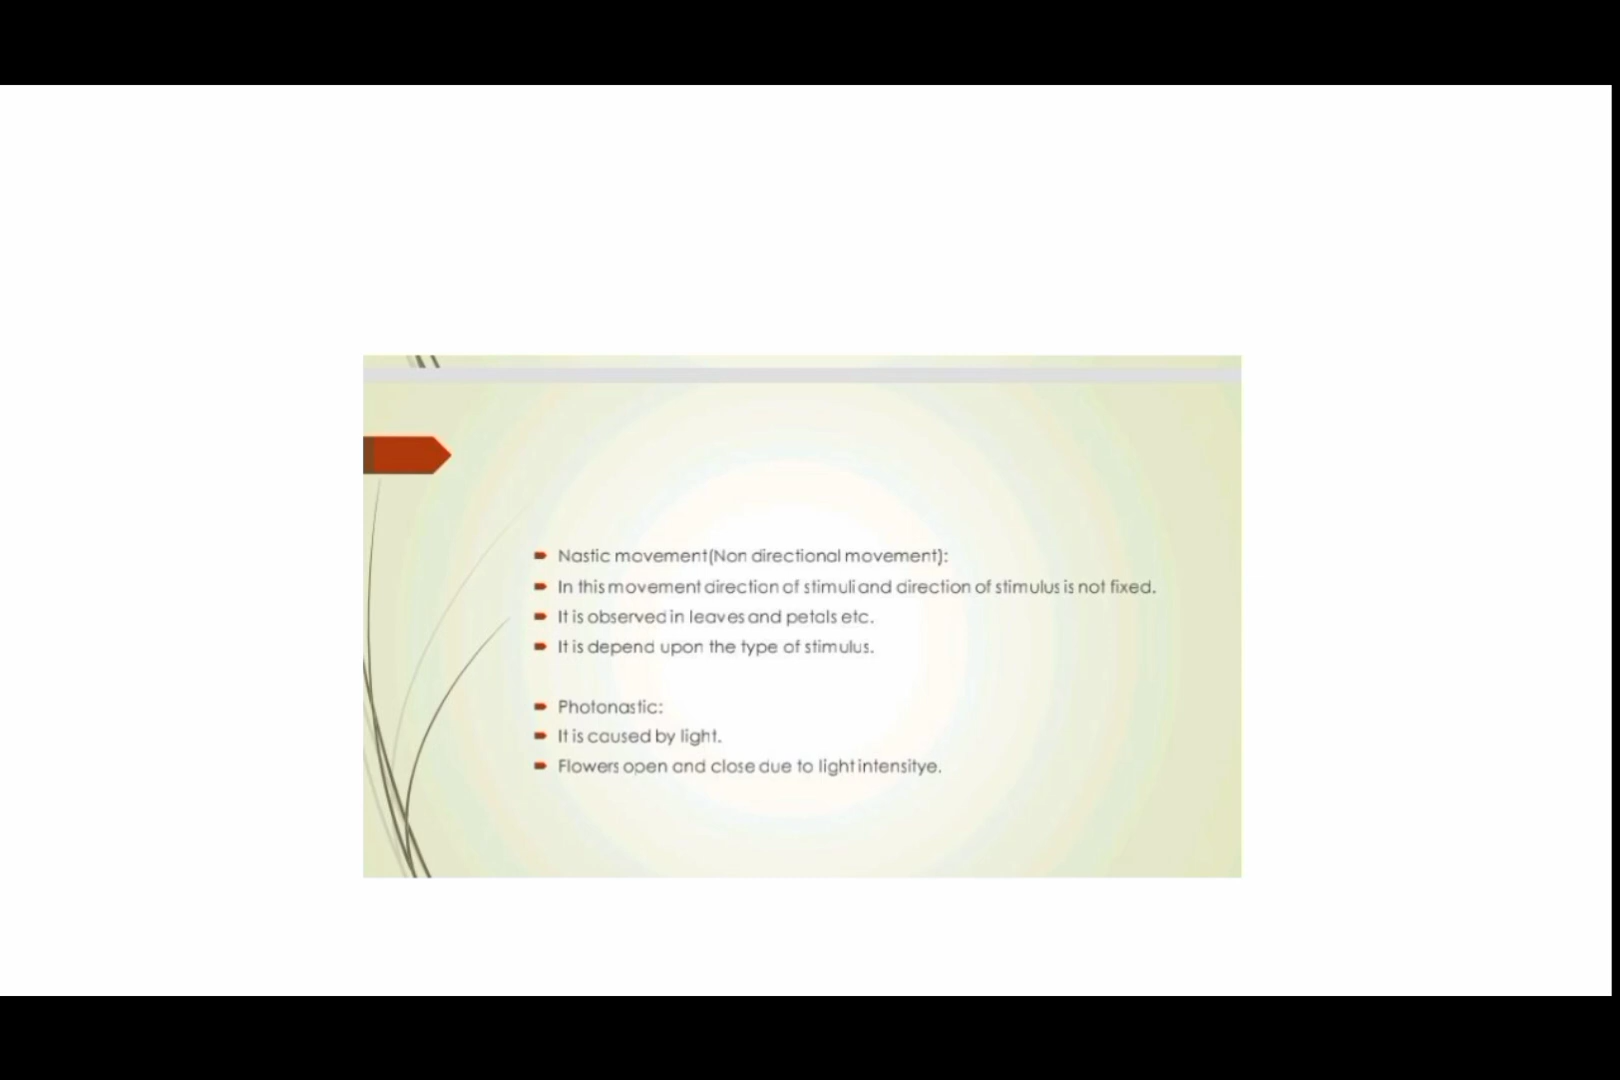 Nastic movement(Non directional movement):
In this movement direction of stimuli and direction of stimulus is not fixed.
It is observed in leaves and petals etc.
It is depend upon the type of stimulus.
Photonastic:
It is caused by light.
Flowers open and close due to light intensitye.